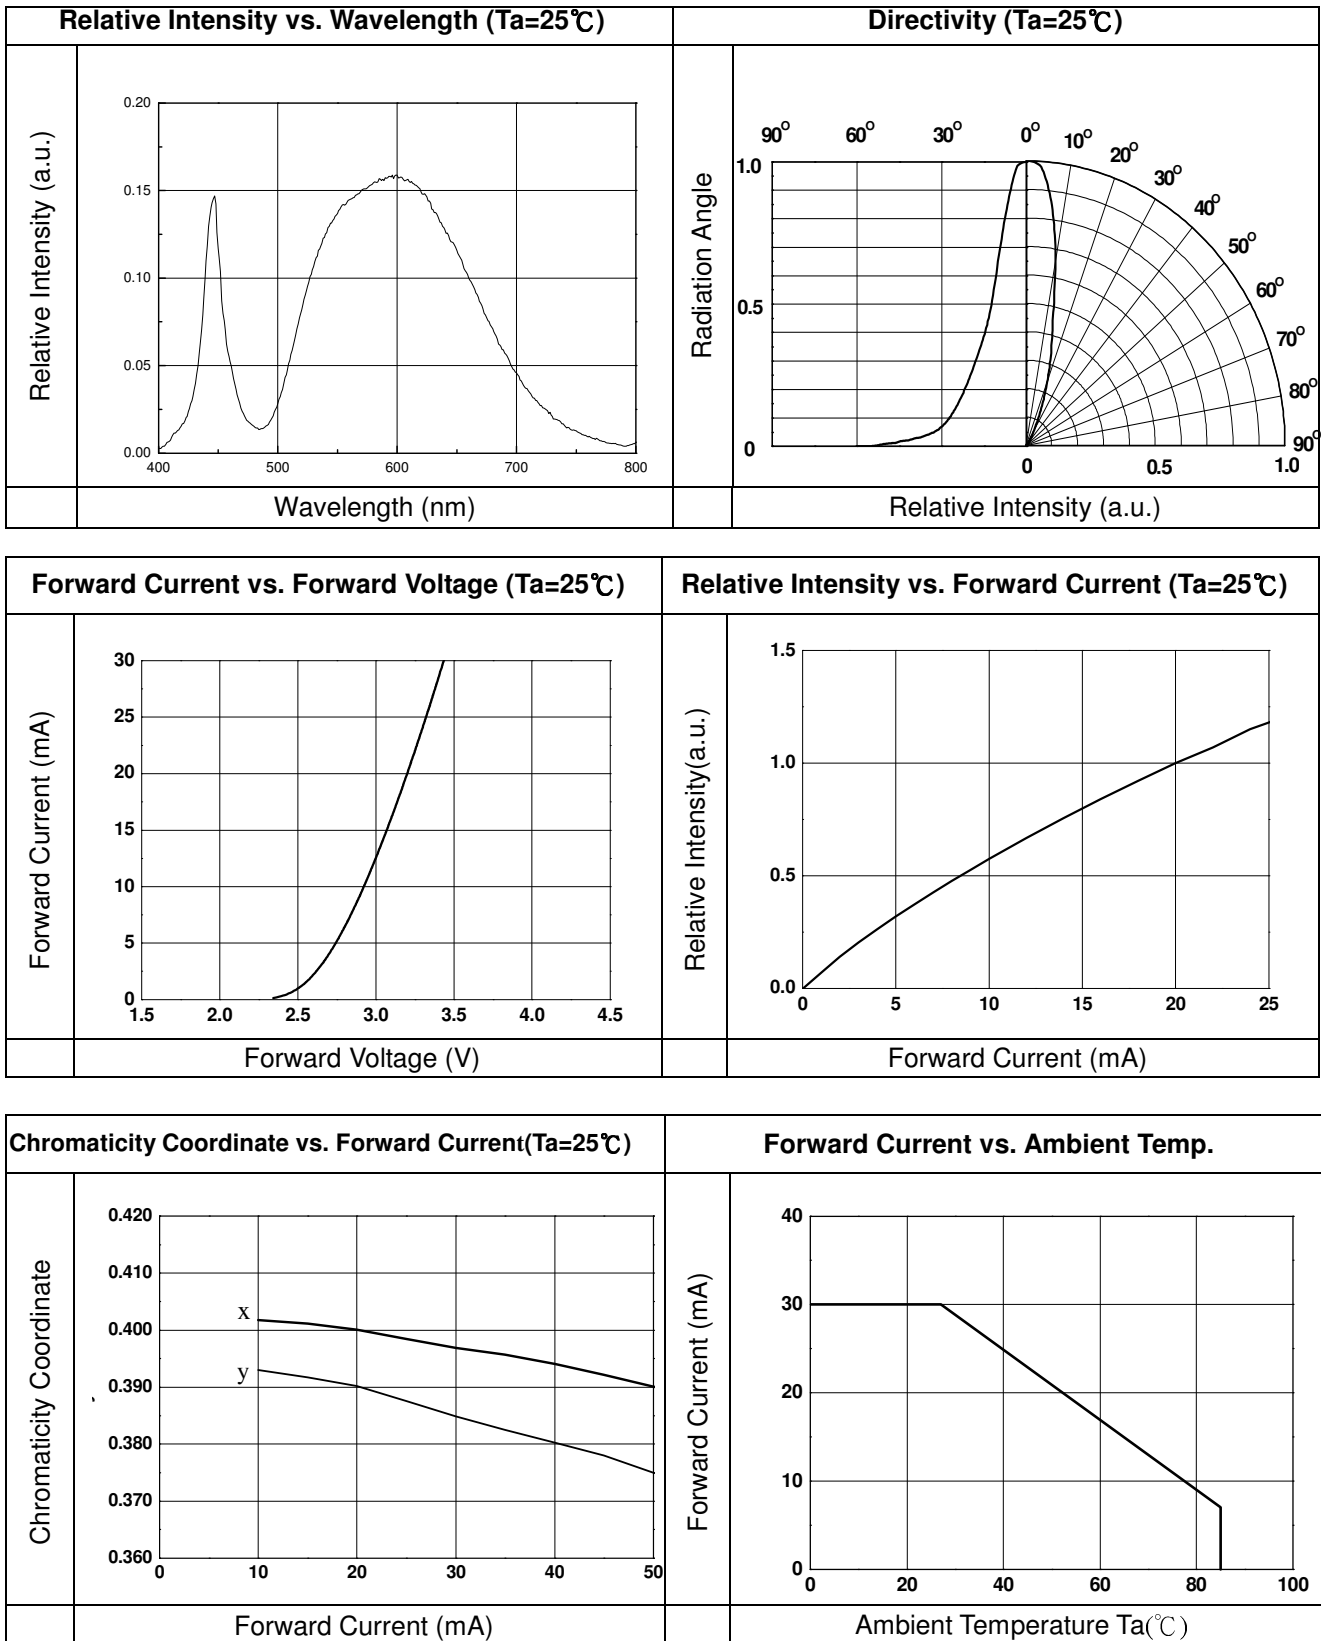 Relative Intensity vs. Wavelength (Ta=25℃)
Relative Intensity (a.u.)
0.20
0.15
0.10
0.05
0.00
400 500 600 700 800
Wavelength (nm)
Directivity (Ta=25℃)
Radiation Angle
90° 60° 30° 0° 10° 20° 30° 40° 50° 60° 70° 80° 90°
1.0
0.5
0
0 0.5 1.0
Relative Intensity (a.u.)
Forward Current vs. Forward Voltage (Ta=25℃)
Forward Current (mA)
30
25
20
15
10
5
0
1.5 2.0 2.5 3.0 3.5 4.0 4.5
Forward Voltage (V)
Relative Intensity vs. Forward Current (Ta=25℃)
Relative Intensity(a.u.)
1.5
1.0
0.5
0.0
0 5 10 15 20 25
Forward Current (mA)
Chromaticity Coordinate vs. Forward Current(Ta=25℃)
Chromaticity Coordinate
0.420
0.410
0.400
0.390
0.380
0.370
0.360
x
y
0 10 20 30 40 50
Forward Current (mA)
Forward Current vs. Ambient Temp.
Forward Current (mA)
40
30
20
10
0
0 20 40 60 80 100
Ambient Temperature Ta(℃)